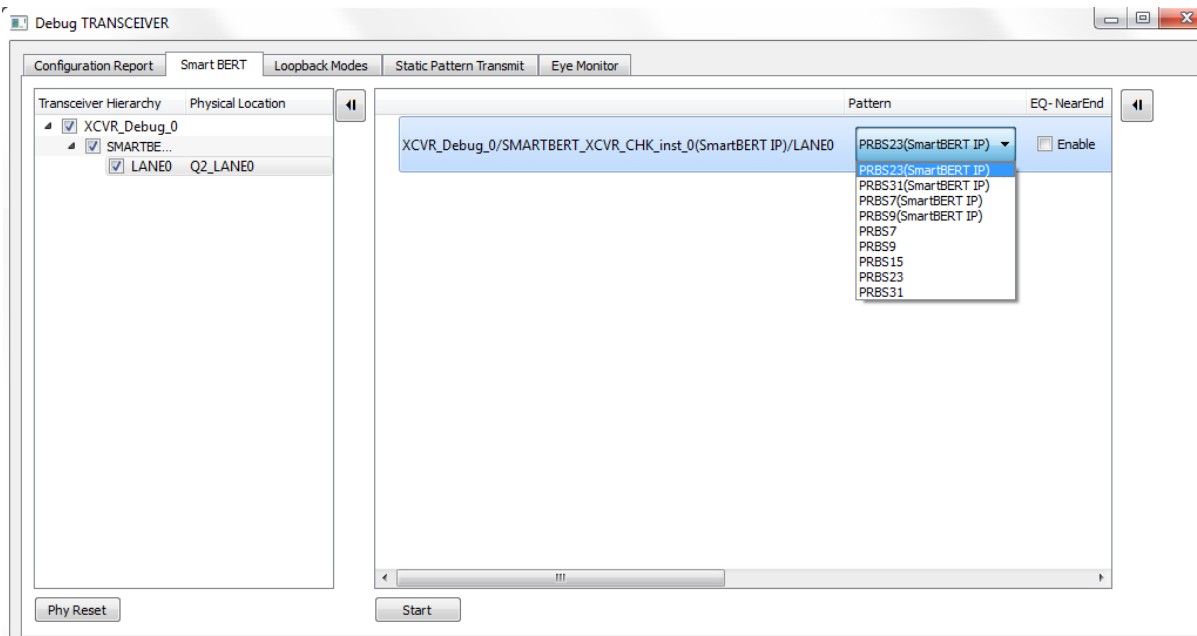 Debug TRANSCEIVER
Configuration Report Smart BERT Loopback Modes Static Pattern Transmit Eye Monitor
Transceiver Hierarchy Physical Location
XCVR_Debug_0
SMARTBE...
LANE0 Q2_LANE0
Pattern EQ-NearEnd
XCVR_Debug_0/SMARTBERT_XCVR_CHK_inst_0(SmartBERT IP)/LANE0 PRBS23(SmartBERT IP) Enable
PRBS23(SmartBERT IP)
PRBS31(SmartBERT IP)
PRBS7(SmartBERT IP)
PRBS9(SmartBERT IP)
PRBS7
PRBS9
PRBS15
PRBS23
PRBS31
Phy Reset Start